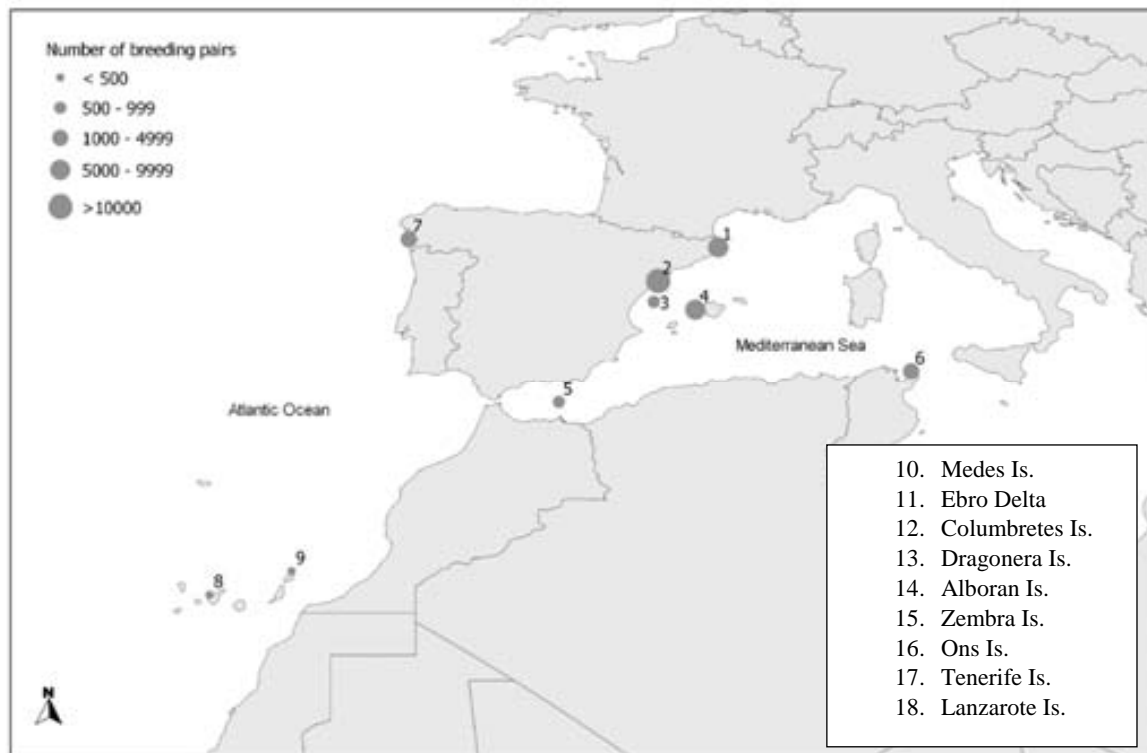 Number of breeding pairs
< 500
500 - 999
1000 - 4999
5000 - 9999
>10000
7
1
2
3
4
Mediterranean Sea
6
5
Atlantic Ocean
9
8
N
10. Medes Is.
11. Ebro Delta
12. Columbretes Is.
13. Dragonera Is.
14. Alboran Is.
15. Zembra Is.
16. Ons Is.
17. Tenerife Is.
18. Lanzarote Is.